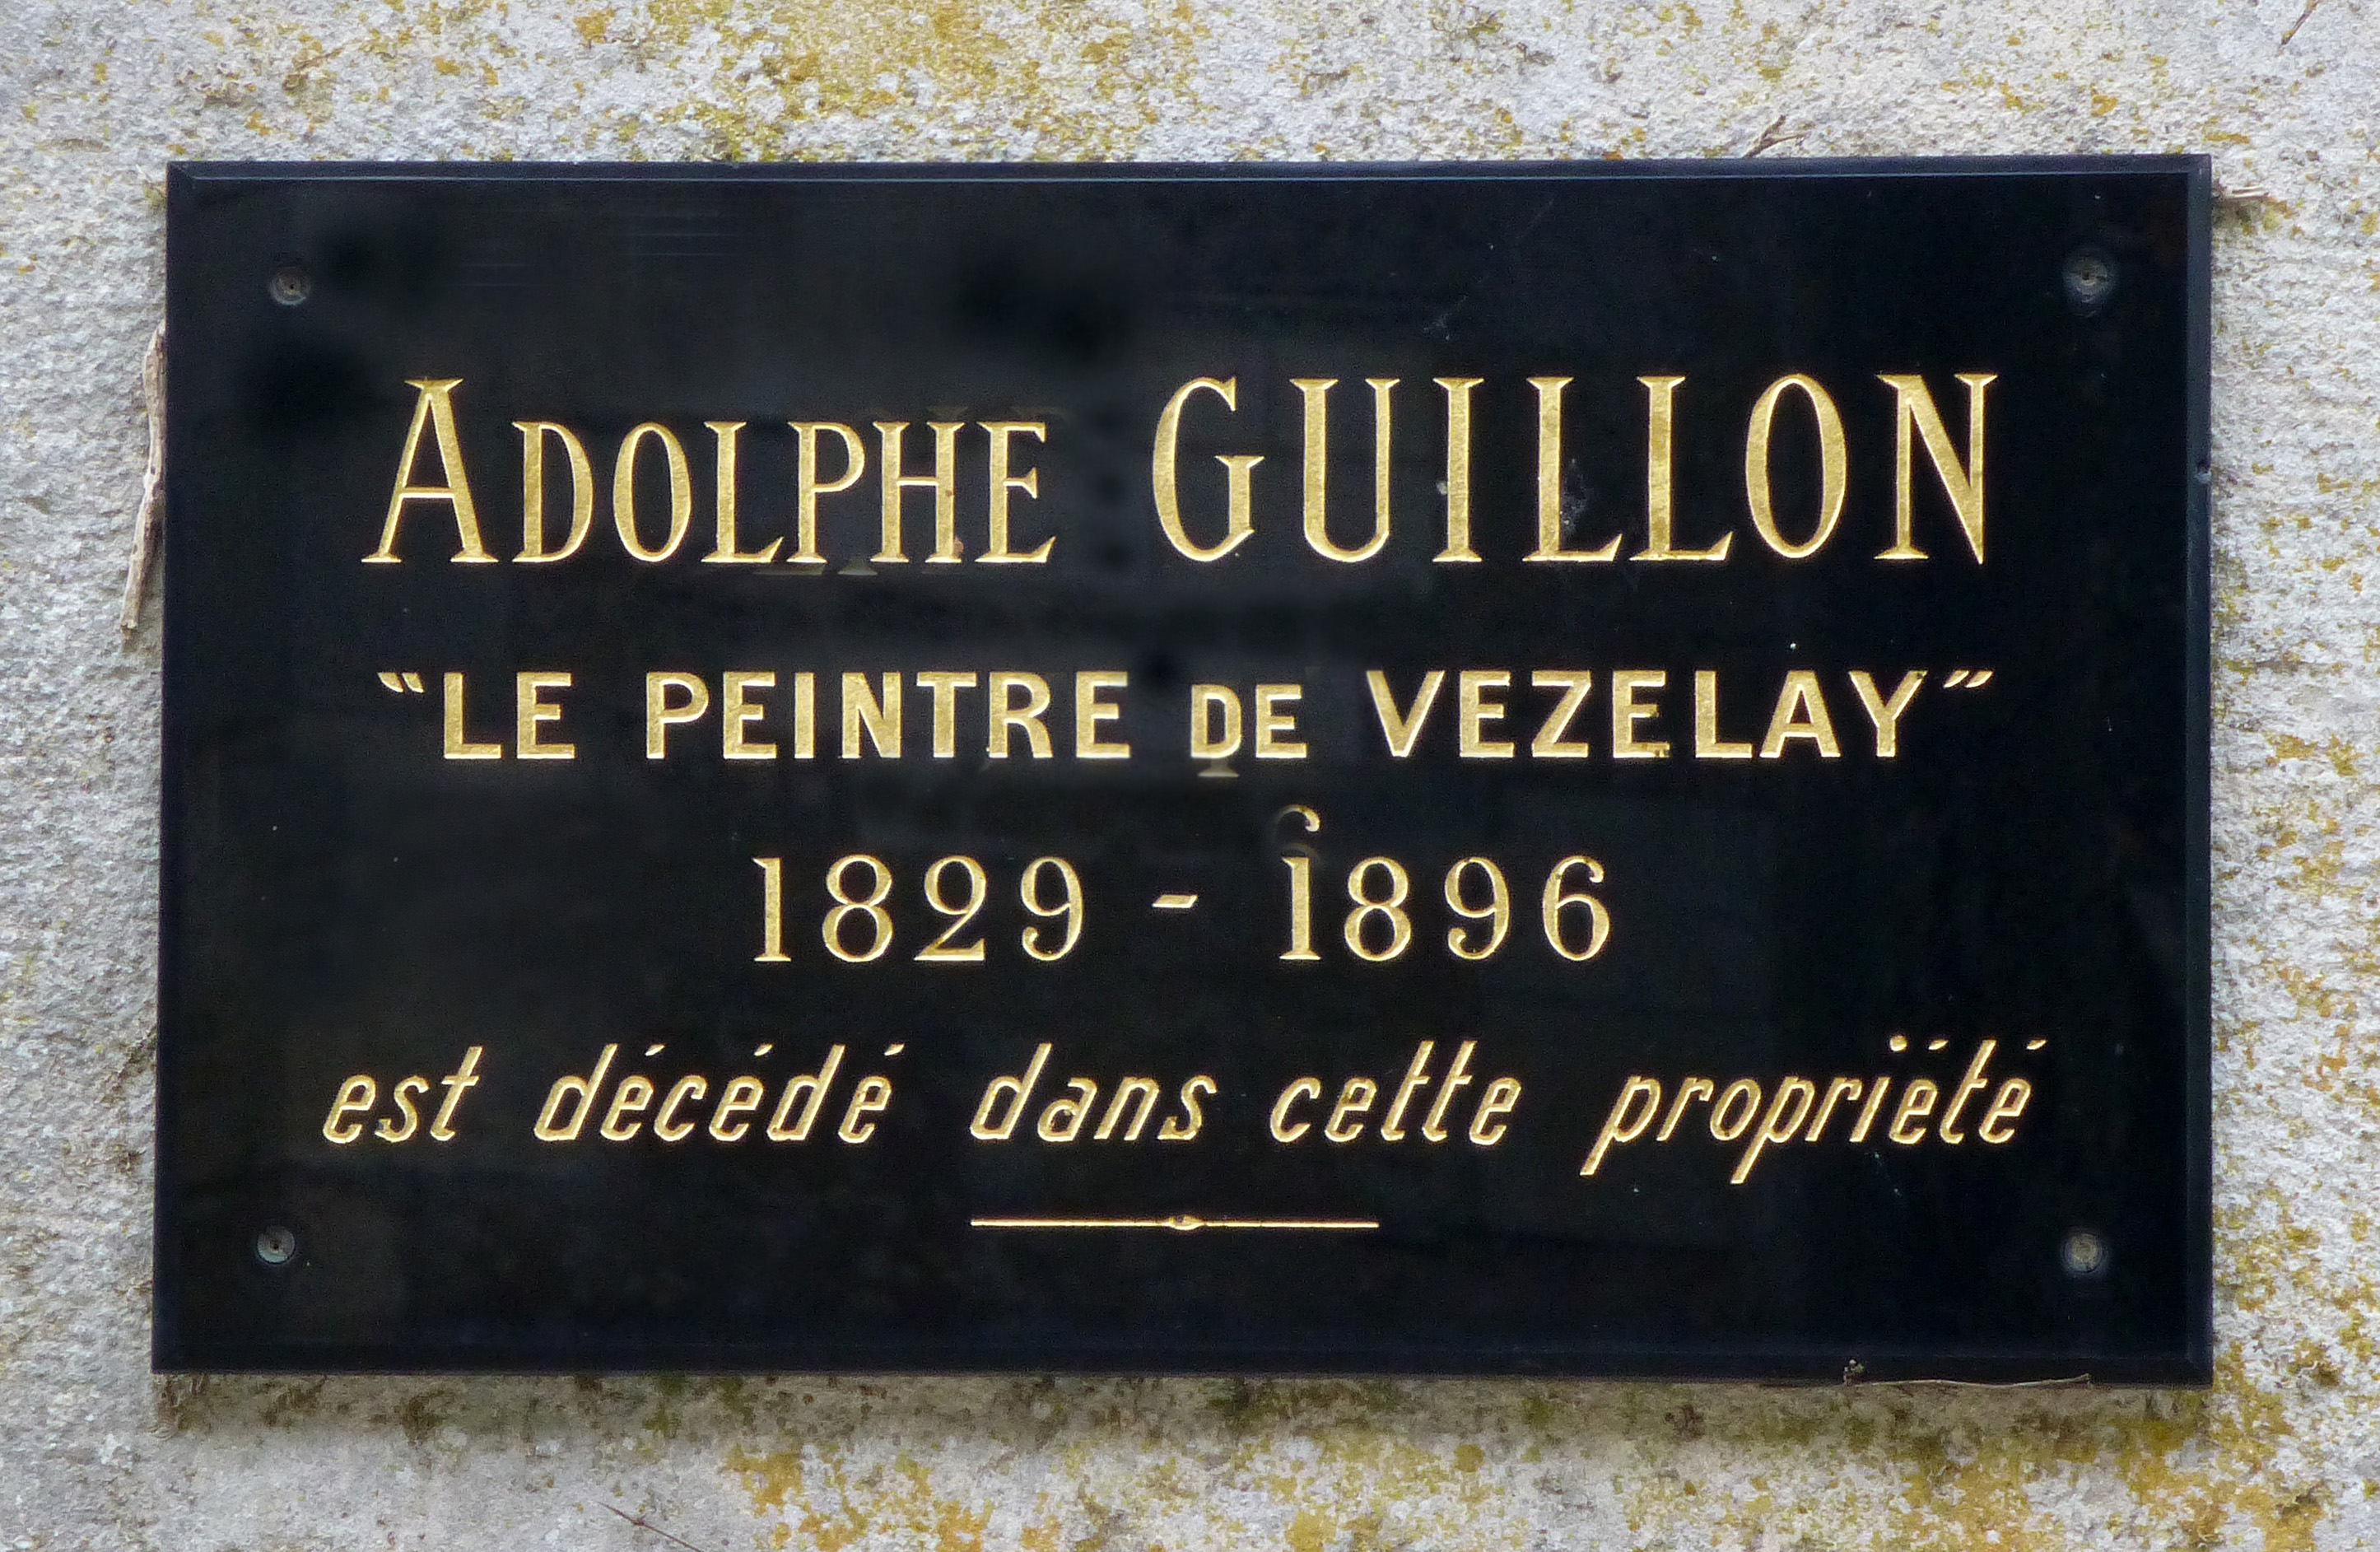 ADOLPHE GUILLON
"LE PEINTRE DE VEZELAY"
1829 - 1896
est décédé dans cette propriété